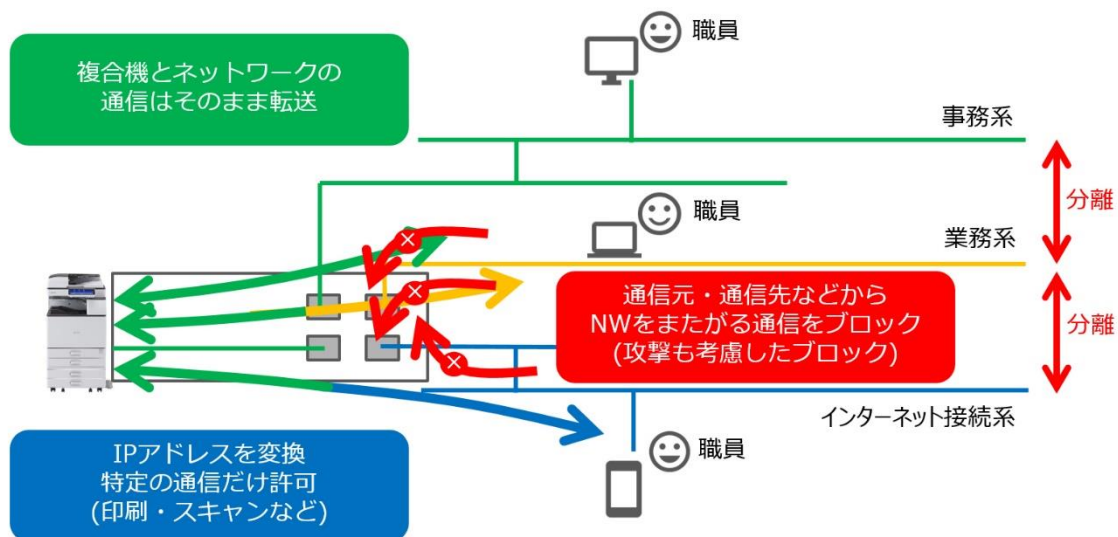 職員
複合機とネットワークの
通信はそのまま転送
事務系
分離
職員
業務系
通信元・通信先などから
NWをまたがる通信をブロック
(攻撃も考慮したブロック)
分離
インターネット接続系
IPアドレスを変換
特定の通信だけ許可
(印刷・スキャンなど)
職員